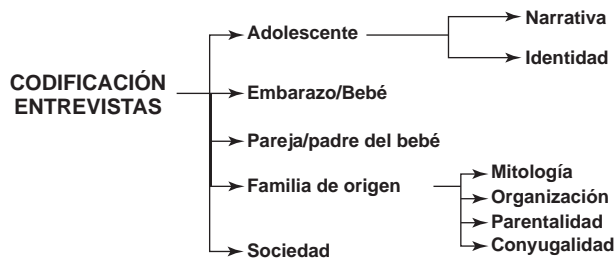 CODIFICACIÓN
ENTREVISTAS
Adolescente
Narrativa
Identidad
Embarazo/Bebé
Pareja/padre del bebé
Familia de origen
Mitología
Organización
Parentalidad
Conyugalidad
Sociedad